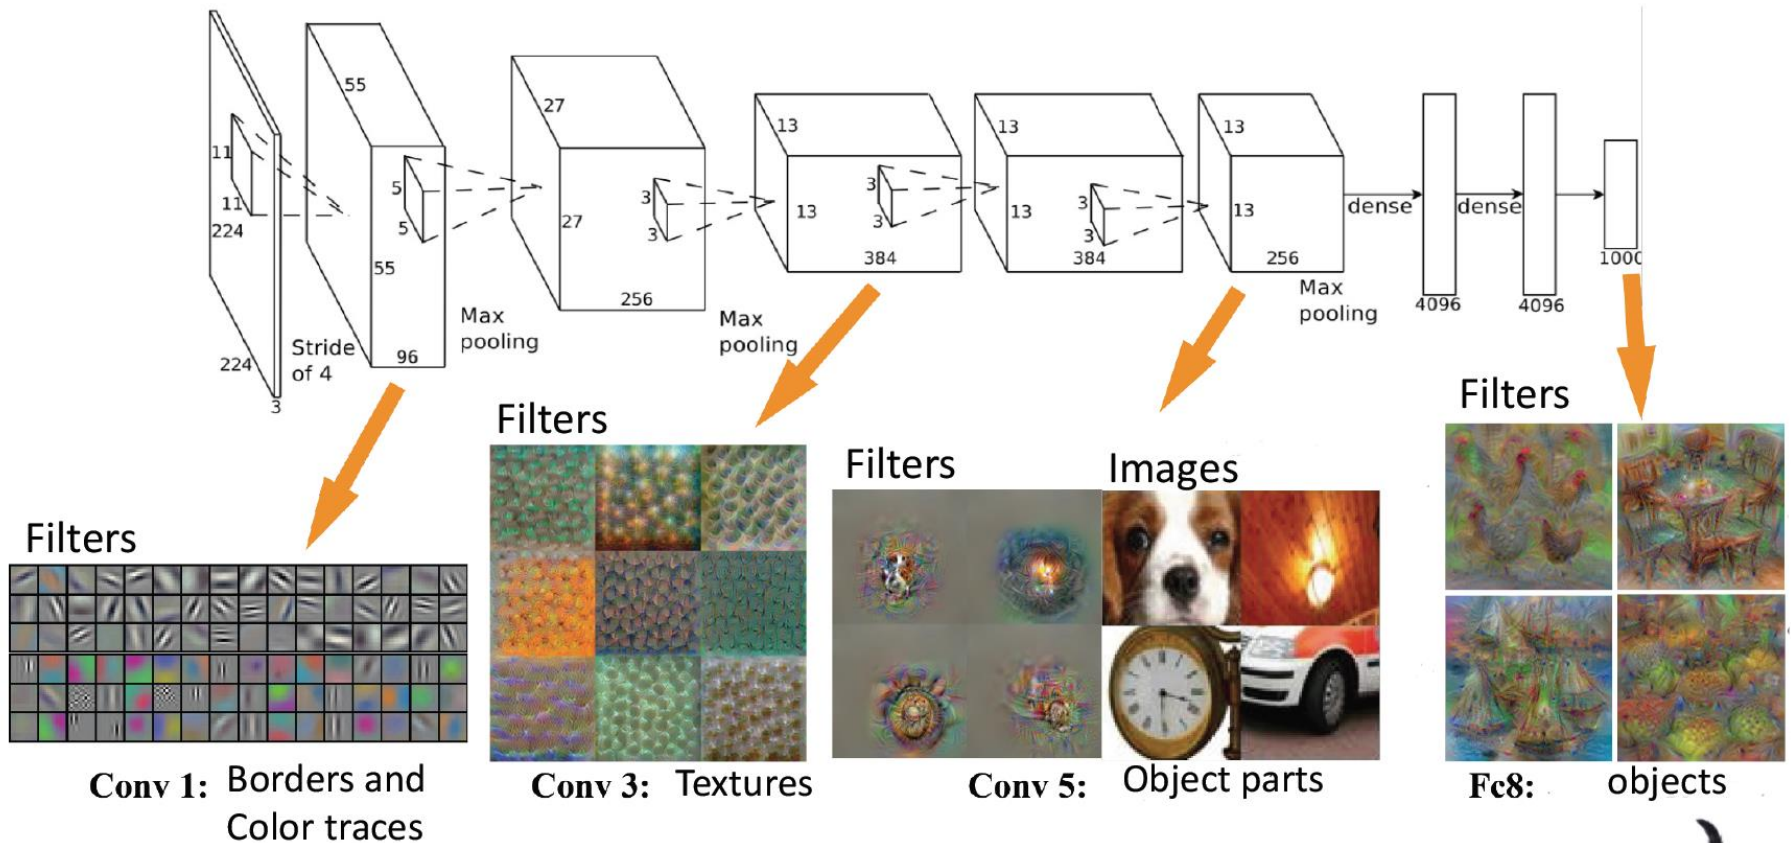 55
27
13
13
13
11
5
3
3
3
3
13
13
13
11
5
3
3
3
3
dense
dense
224
27
55
384
384
256
1000
256
Max
pooling
4096
4096
Max
pooling
Max
pooling
Stride
of 4
96
224
3
Filters
Filters
Filters
Images
Filters
Conv 1: Borders and
Color traces
Conv 3: Textures
Conv 5: Object parts
Fc8: objects